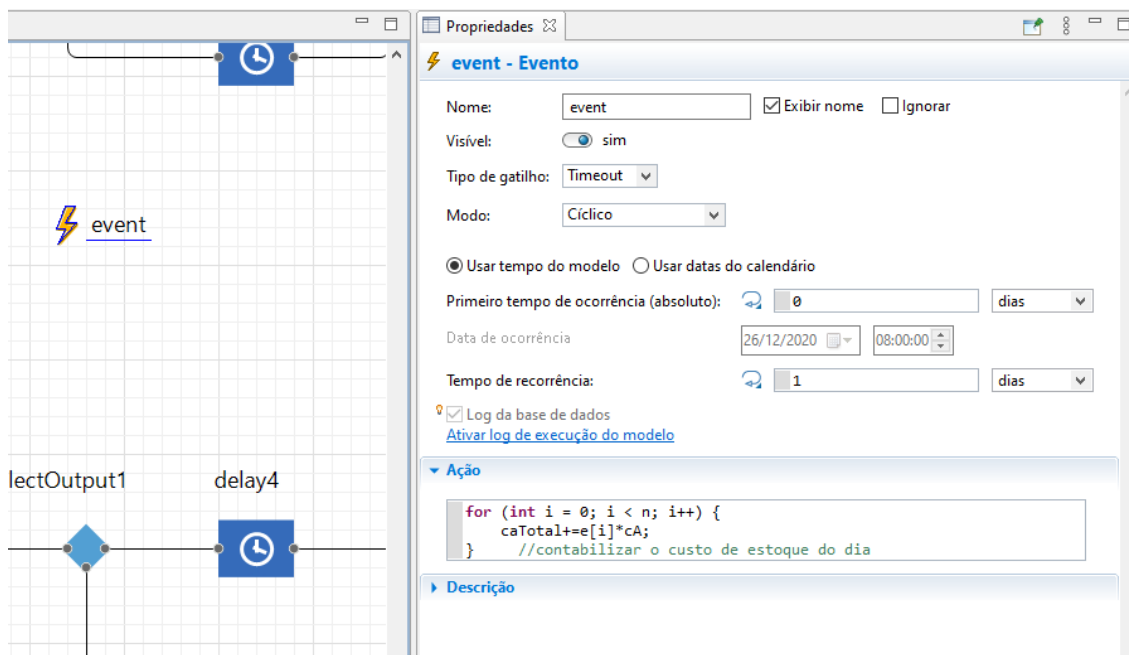 event
lectOutput1
delay4
Propriedades
event - Evento
Nome:
event
Exibir nome
Ignorar
Visível:
sim
Tipo de gatilho:
Timeout
Modo:
Cíclico
Usar tempo do modelo
Usar datas do calendário
Primeiro tempo de ocorrência (absoluto):
0
dias
Data de ocorrência
26/12/2020
08:00:00
Tempo de recorrência:
1
dias
Log da base de dados
Ativar log de execução do modelo
Ação
for (int i = 0; i < n; i++) {
caTotal+=e[i]*cA;
} //contabilizar o custo de estoque do dia
Descrição